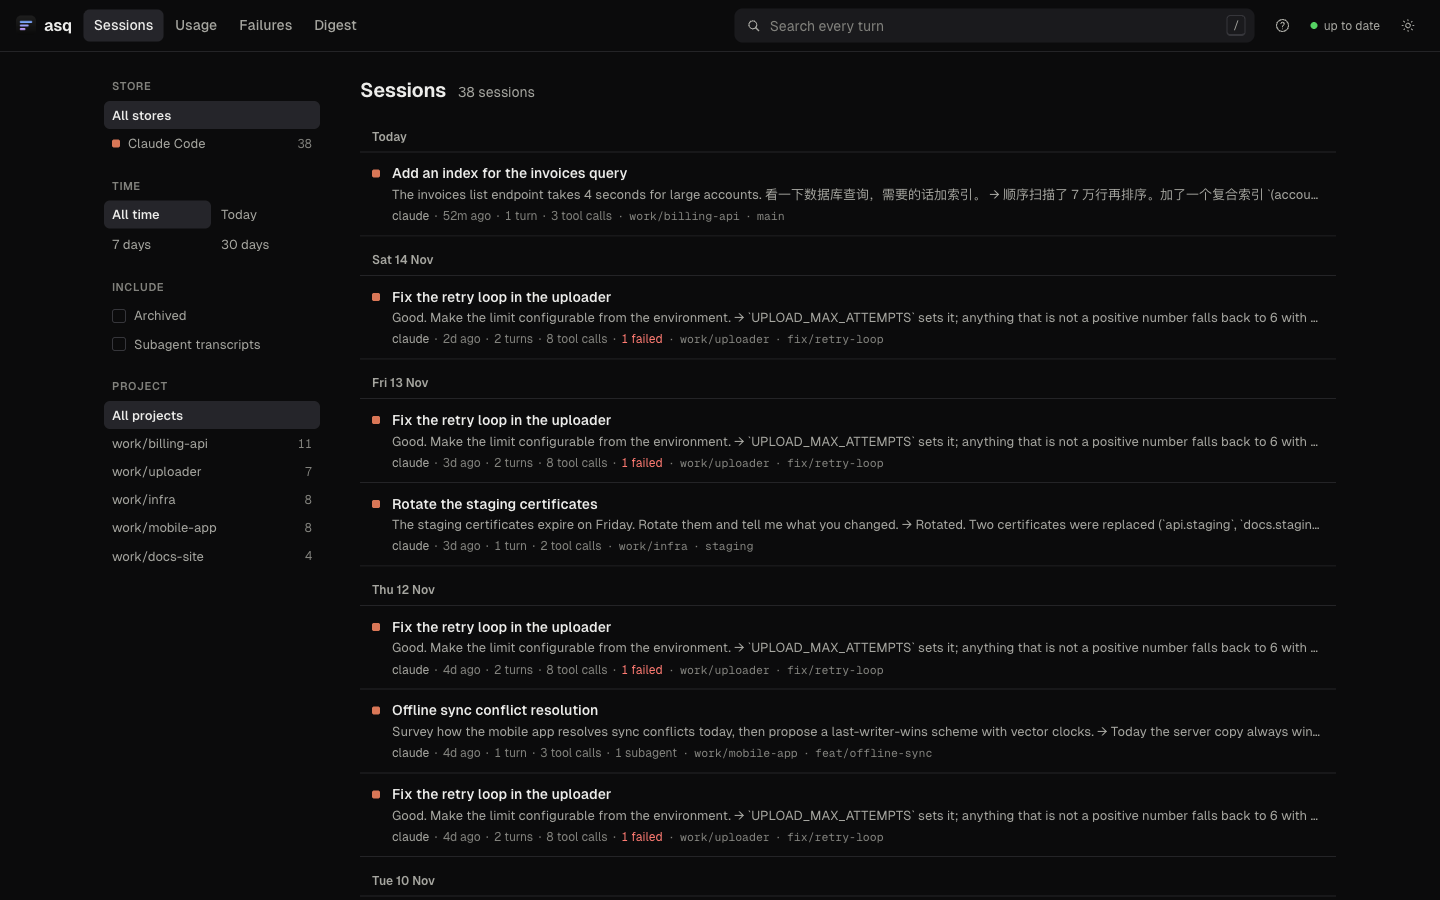 asq
Sessions
Usage
Failures
Digest
Search every turn
/
up to date
STORE
All stores
Claude Code 38
TIME
All time Today
7 days 30 days
INCLUDE
Archived
Subagent transcripts
PROJECT
All projects
work/billing-api 11
work/uploader 7
work/infra 8
work/mobile-app 8
work/docs-site 4
Sessions 38 sessions
Today
Add an index for the invoices query
The invoices list endpoint takes 4 seconds for large accounts. 看一下数据库查询，需要的话加索引。 → 顺序扫描了 7 万行再排序。加了一个复合索引 `(accou…
claude · 52m ago · 1 turn · 3 tool calls · work/billing-api · main
Sat 14 Nov
Fix the retry loop in the uploader
Good. Make the limit configurable from the environment. → `UPLOAD_MAX_ATTEMPTS` sets it; anything that is not a positive number falls back to 6 with …
claude · 2d ago · 2 turns · 8 tool calls · 1 failed · work/uploader · fix/retry-loop
Fri 13 Nov
Fix the retry loop in the uploader
Good. Make the limit configurable from the environment. → `UPLOAD_MAX_ATTEMPTS` sets it; anything that is not a positive number falls back to 6 with …
claude · 3d ago · 2 turns · 8 tool calls · 1 failed · work/uploader · fix/retry-loop
Rotate the staging certificates
The staging certificates expire on Friday. Rotate them and tell me what you changed. → Rotated. Two certificates were replaced (`api.staging`, `docs.stagin…
claude · 3d ago · 1 turn · 2 tool calls · work/infra · staging
Thu 12 Nov
Fix the retry loop in the uploader
Good. Make the limit configurable from the environment. → `UPLOAD_MAX_ATTEMPTS` sets it; anything that is not a positive number falls back to 6 with …
claude · 4d ago · 2 turns · 8 tool calls · 1 failed · work/uploader · fix/retry-loop
Offline sync conflict resolution
Survey how the mobile app resolves sync conflicts today, then propose a last-writer-wins scheme with vector clocks. → Today the server copy always win…
claude · 4d ago · 1 turn · 3 tool calls · 1 subagent · work/mobile-app · feat/offline-sync
Fix the retry loop in the uploader
Good. Make the limit configurable from the environment. → `UPLOAD_MAX_ATTEMPTS` sets it; anything that is not a positive number falls back to 6 with …
claude · 4d ago · 2 turns · 8 tool calls · 1 failed · work/uploader · fix/retry-loop
Tue 10 Nov